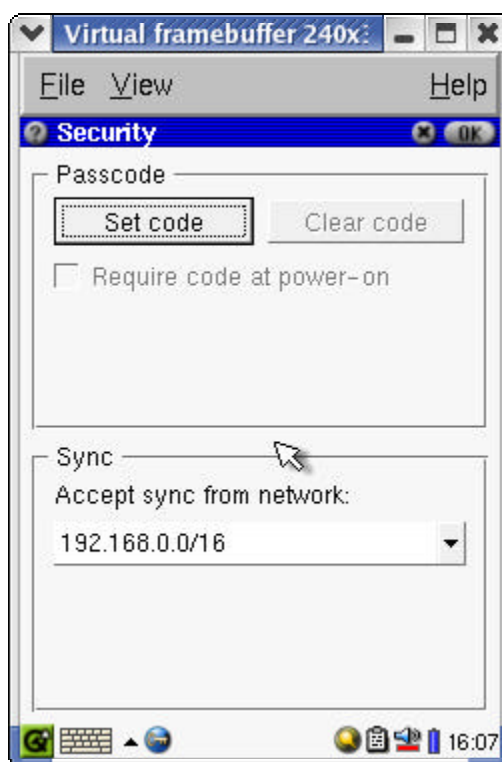 Virtual framebuffer 240x:
File View Help
Security OK
Passcode
Set code Clear code
Require code at power-on
Sync
Accept sync from network:
192.168.0.0/16
16:07